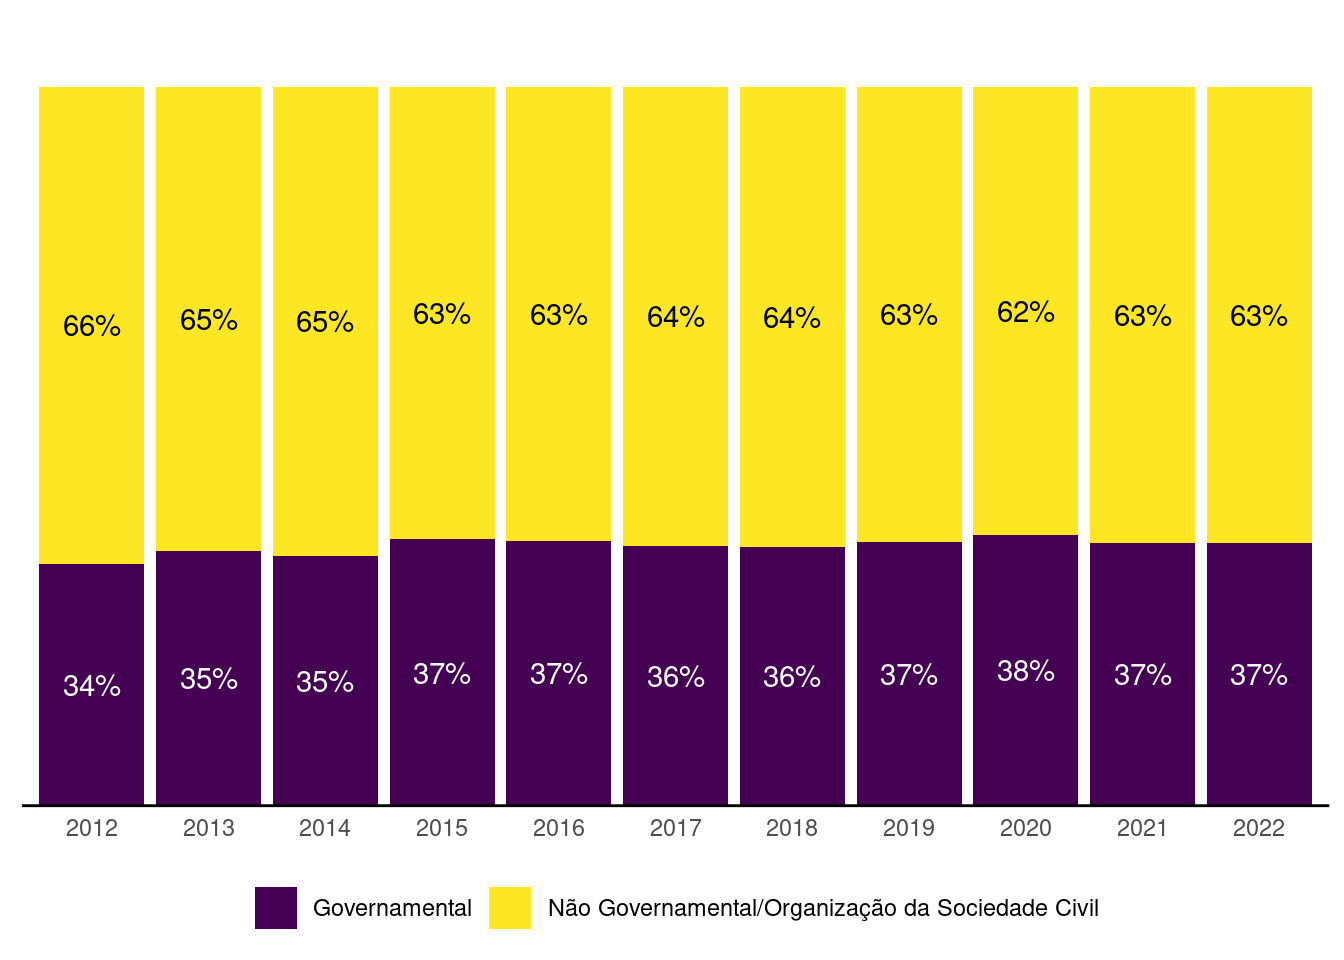 66% 65% 65% 63% 63% 64% 64% 63% 62% 63% 63%
34% 35% 35% 37% 37% 36% 36% 37% 38% 37% 37%
2012 2013 2014 2015 2016 2017 2018 2019 2020 2021 2022
Governamental Não Governamental/Organização da Sociedade Civil